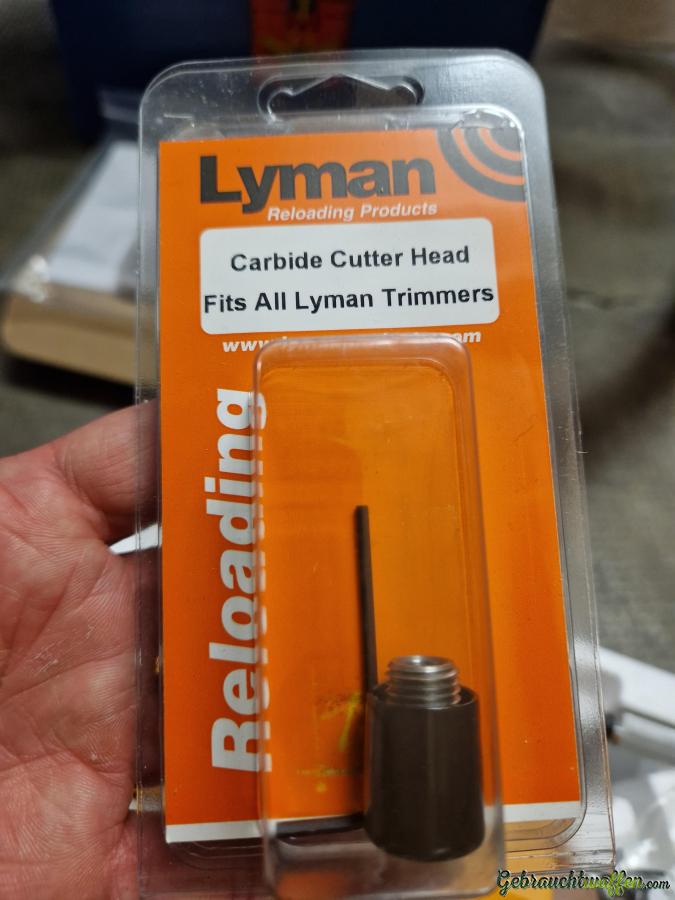 Lyman
Reloading Products
Carbide Cutter Head
Fits All Lyman Trimmers
Reloading
Gebrauchtwaffen.com